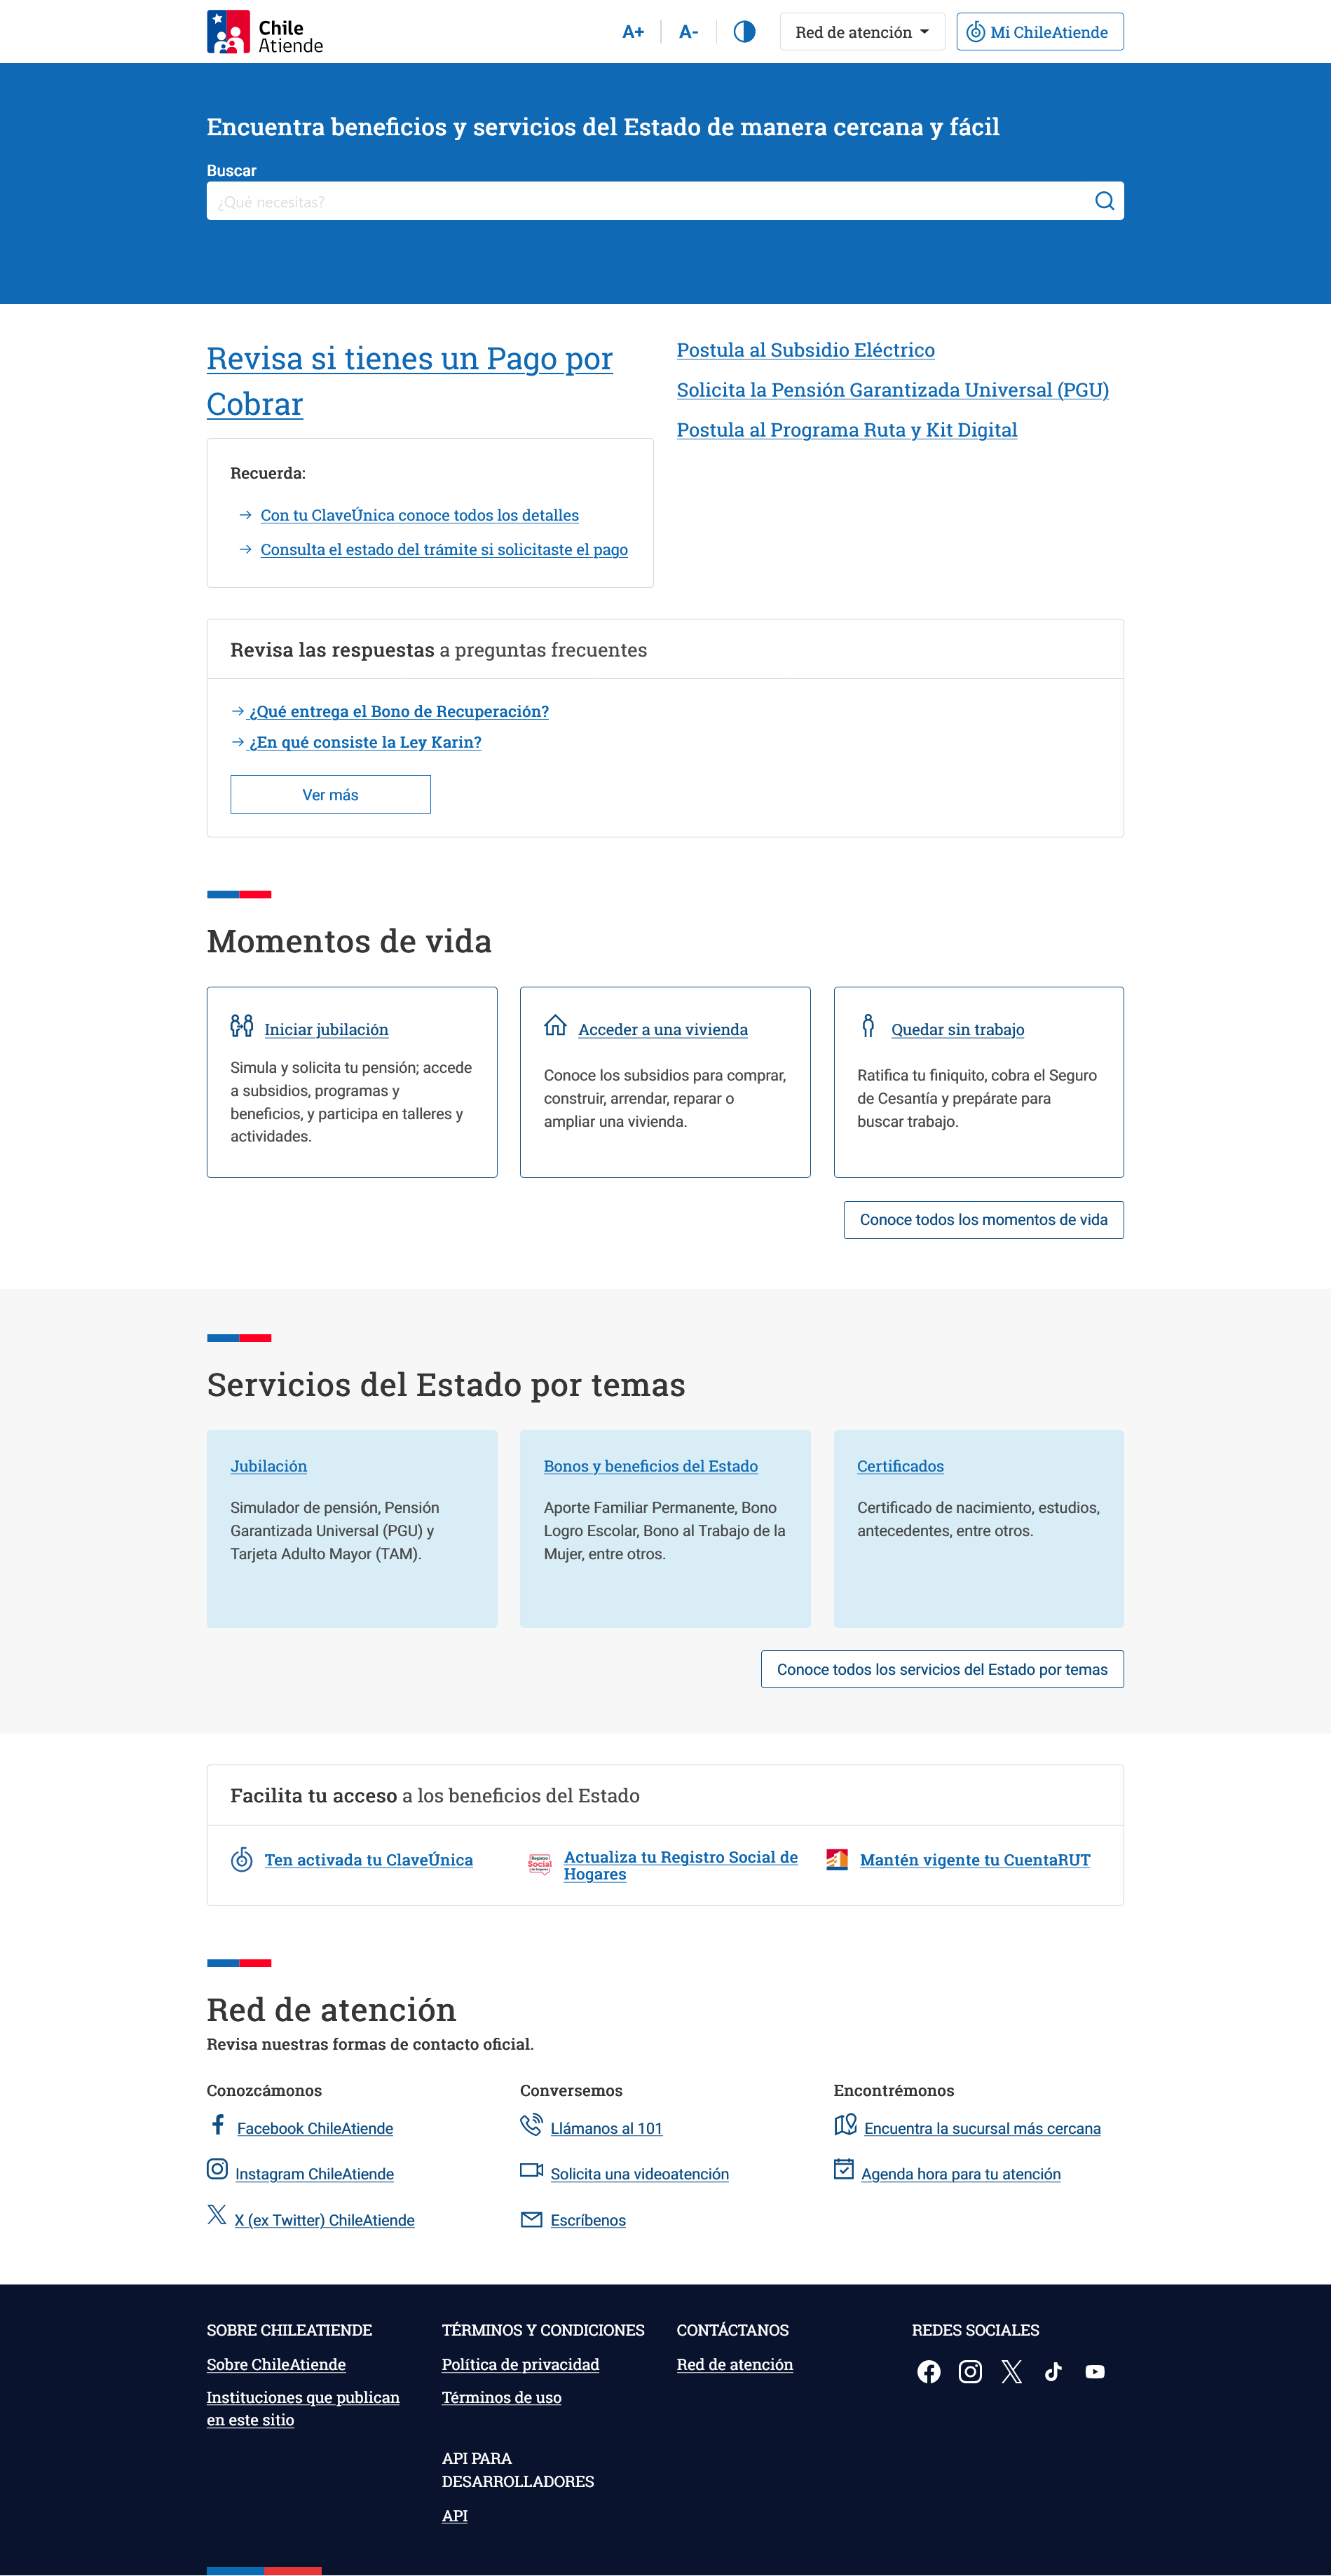 Chile
Atiende
A+
A-
Red de atención
Mi ChileAtiende
Encuentra beneficios y servicios del Estado de manera cercana y fácil
Buscar
¿Qué necesitas?
Revisa si tienes un Pago por
Cobrar
Recuerda:
Con tu ClaveÚnica conoce todos los detalles
Consulta el estado del trámite si solicitaste el pago
Postula al Subsidio Eléctrico
Solicita la Pensión Garantizada Universal (PGU)
Postula al Programa Ruta y Kit Digital
Revisa las respuestas a preguntas frecuentes
¿Qué entrega el Bono de Recuperación?
¿En qué consiste la Ley Karin?
Ver más
Momentos de vida
Iniciar jubilación
Simula y solicita tu pensión; accede
a subsidios, programas y
beneficios, y participa en talleres y
actividades.
Acceder a una vivienda
Conoce los subsidios para comprar,
construir, arrendar, reparar o
ampliar una vivienda.
Quedar sin trabajo
Ratifica tu finiquito, cobra el Seguro
de Cesantía y prepárate para
buscar trabajo.
Conoce todos los momentos de vida
Servicios del Estado por temas
Jubilación
Simulador de pensión, Pensión
Garantizada Universal (PGU) y
Tarjeta Adulto Mayor (TAM).
Bonos y beneficios del Estado
Aporte Familiar Permanente, Bono
Logro Escolar, Bono al Trabajo de la
Mujer, entre otros.
Certificados
Certificado de nacimiento, estudios,
antecedentes, entre otros.
Conoce todos los servicios del Estado por temas
Facilita tu acceso a los beneficios del Estado
Ten activada tu ClaveÚnica
Registro
Social
Actualiza tu Registro Social de
Hogares
Mantén vigente tu CuentaRUT
Red de atención
Revisa nuestras formas de contacto oficial.
Conozcámonos
Facebook ChileAtiende
Instagram ChileAtiende
X (ex Twitter) ChileAtiende
Conversemos
Llámanos al 101
Solicita una videoatención
Escríbenos
Encontrémonos
Encuentra la sucursal más cercana
Agenda hora para tu atención
SOBRE CHILEATIENDE
Sobre ChileAtiende
Instituciones que publican
en este sitio
TÉRMINOS Y CONDICIONES
Política de privacidad
Términos de uso
API PARA
DESARROLLADORES
API
CONTÁCTANOS
Red de atención
REDES SOCIALES